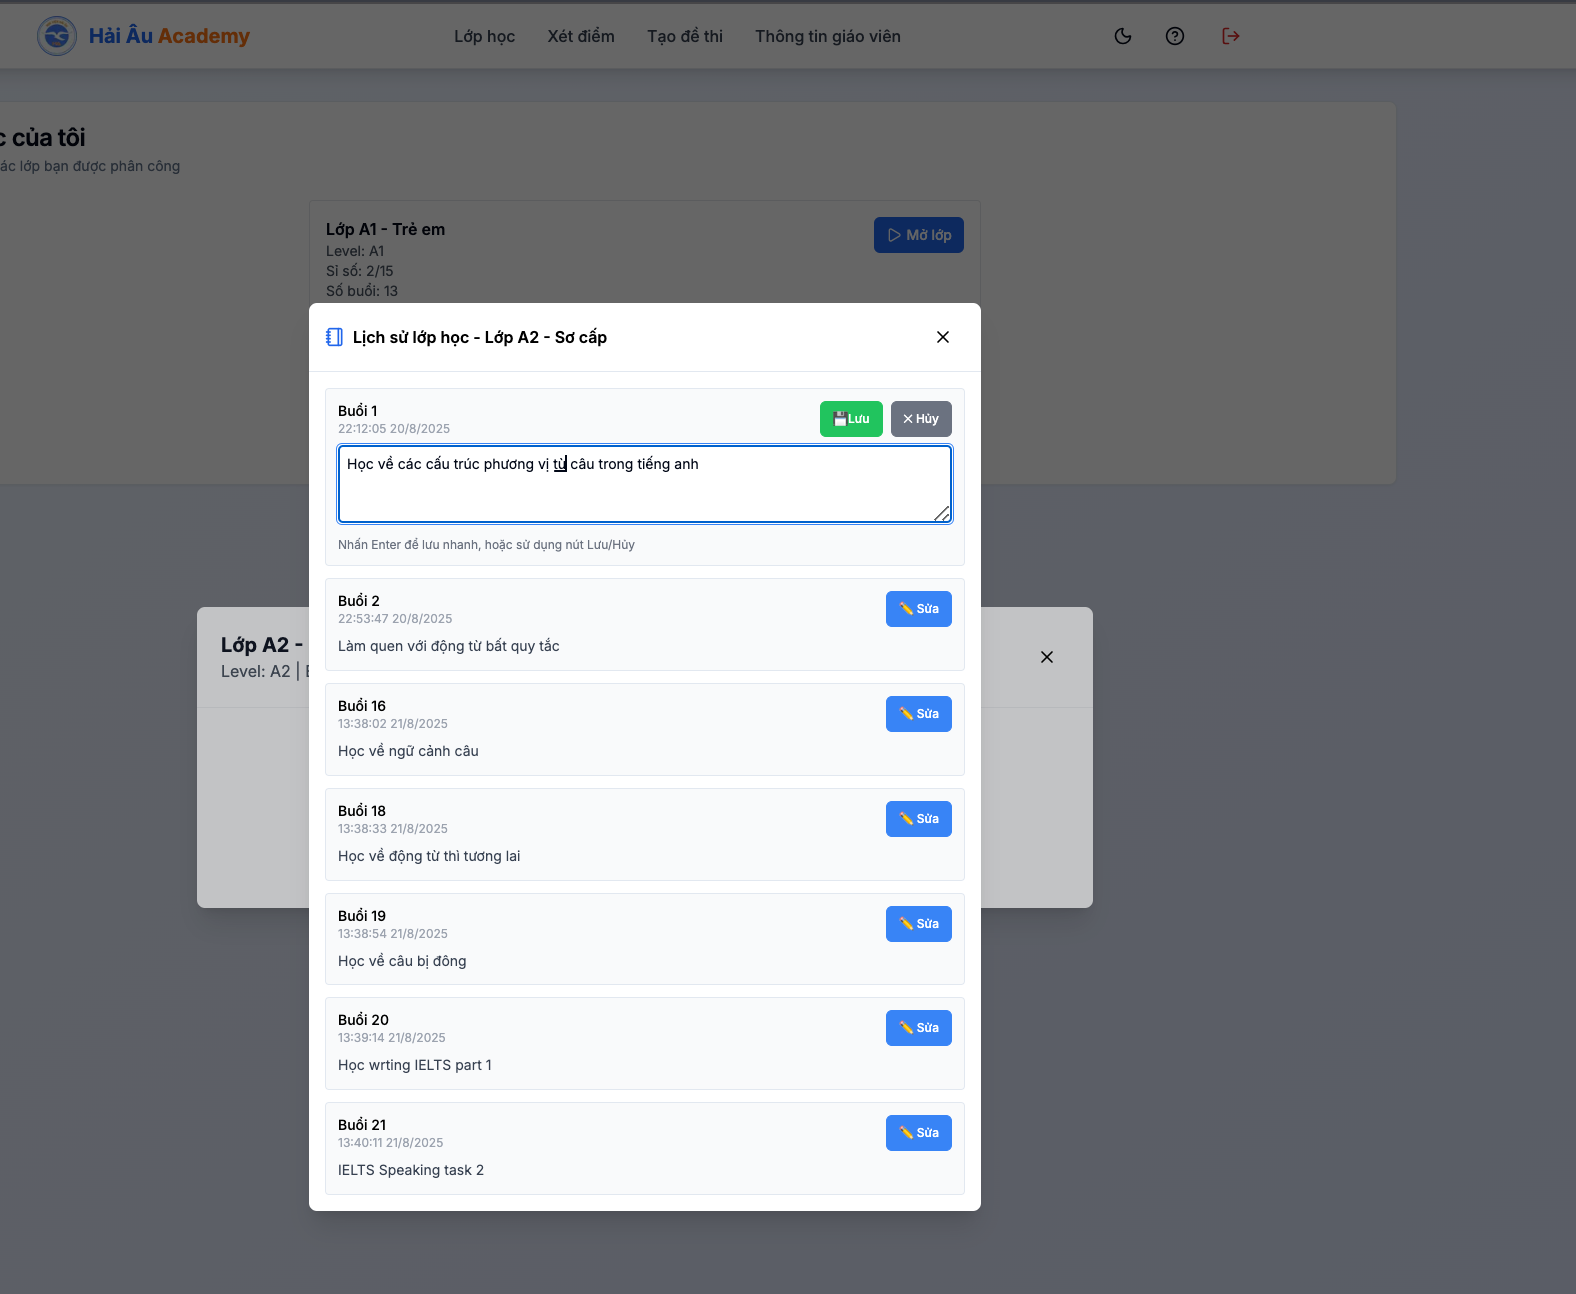 Hải Âu Academy
Lớp học
Xét điểm
Tạo đề thi
Thông tin giáo viên
c của tôi
ác lớp bạn được phân công
Lớp A1 - Trẻ em
Level: A1
Sĩ số: 2/15
Số buổi: 13
Mở lớp
Lịch sử lớp học - Lớp A2 - Sơ cấp
Buổi 1
22:12:05 20/8/2025
Lưu
Hủy
Học về các cấu trúc phương vị từ câu trong tiếng anh
Nhấn Enter để lưu nhanh, hoặc sử dụng nút Lưu/Hủy
Buổi 2
22:53:47 20/8/2025
Sửa
Làm quen với động từ bất quy tắc
Lớp A2 -
Level: A2 |
Buổi 16
13:38:02 21/8/2025
Sửa
Học về ngữ cảnh câu
Buổi 18
13:38:33 21/8/2025
Sửa
Học về động từ thì tương lai
Buổi 19
13:38:54 21/8/2025
Sửa
Học về câu bị đông
Buổi 20
13:39:14 21/8/2025
Sửa
Học wrting IELTS part 1
Buổi 21
13:40:11 21/8/2025
Sửa
IELTS Speaking task 2